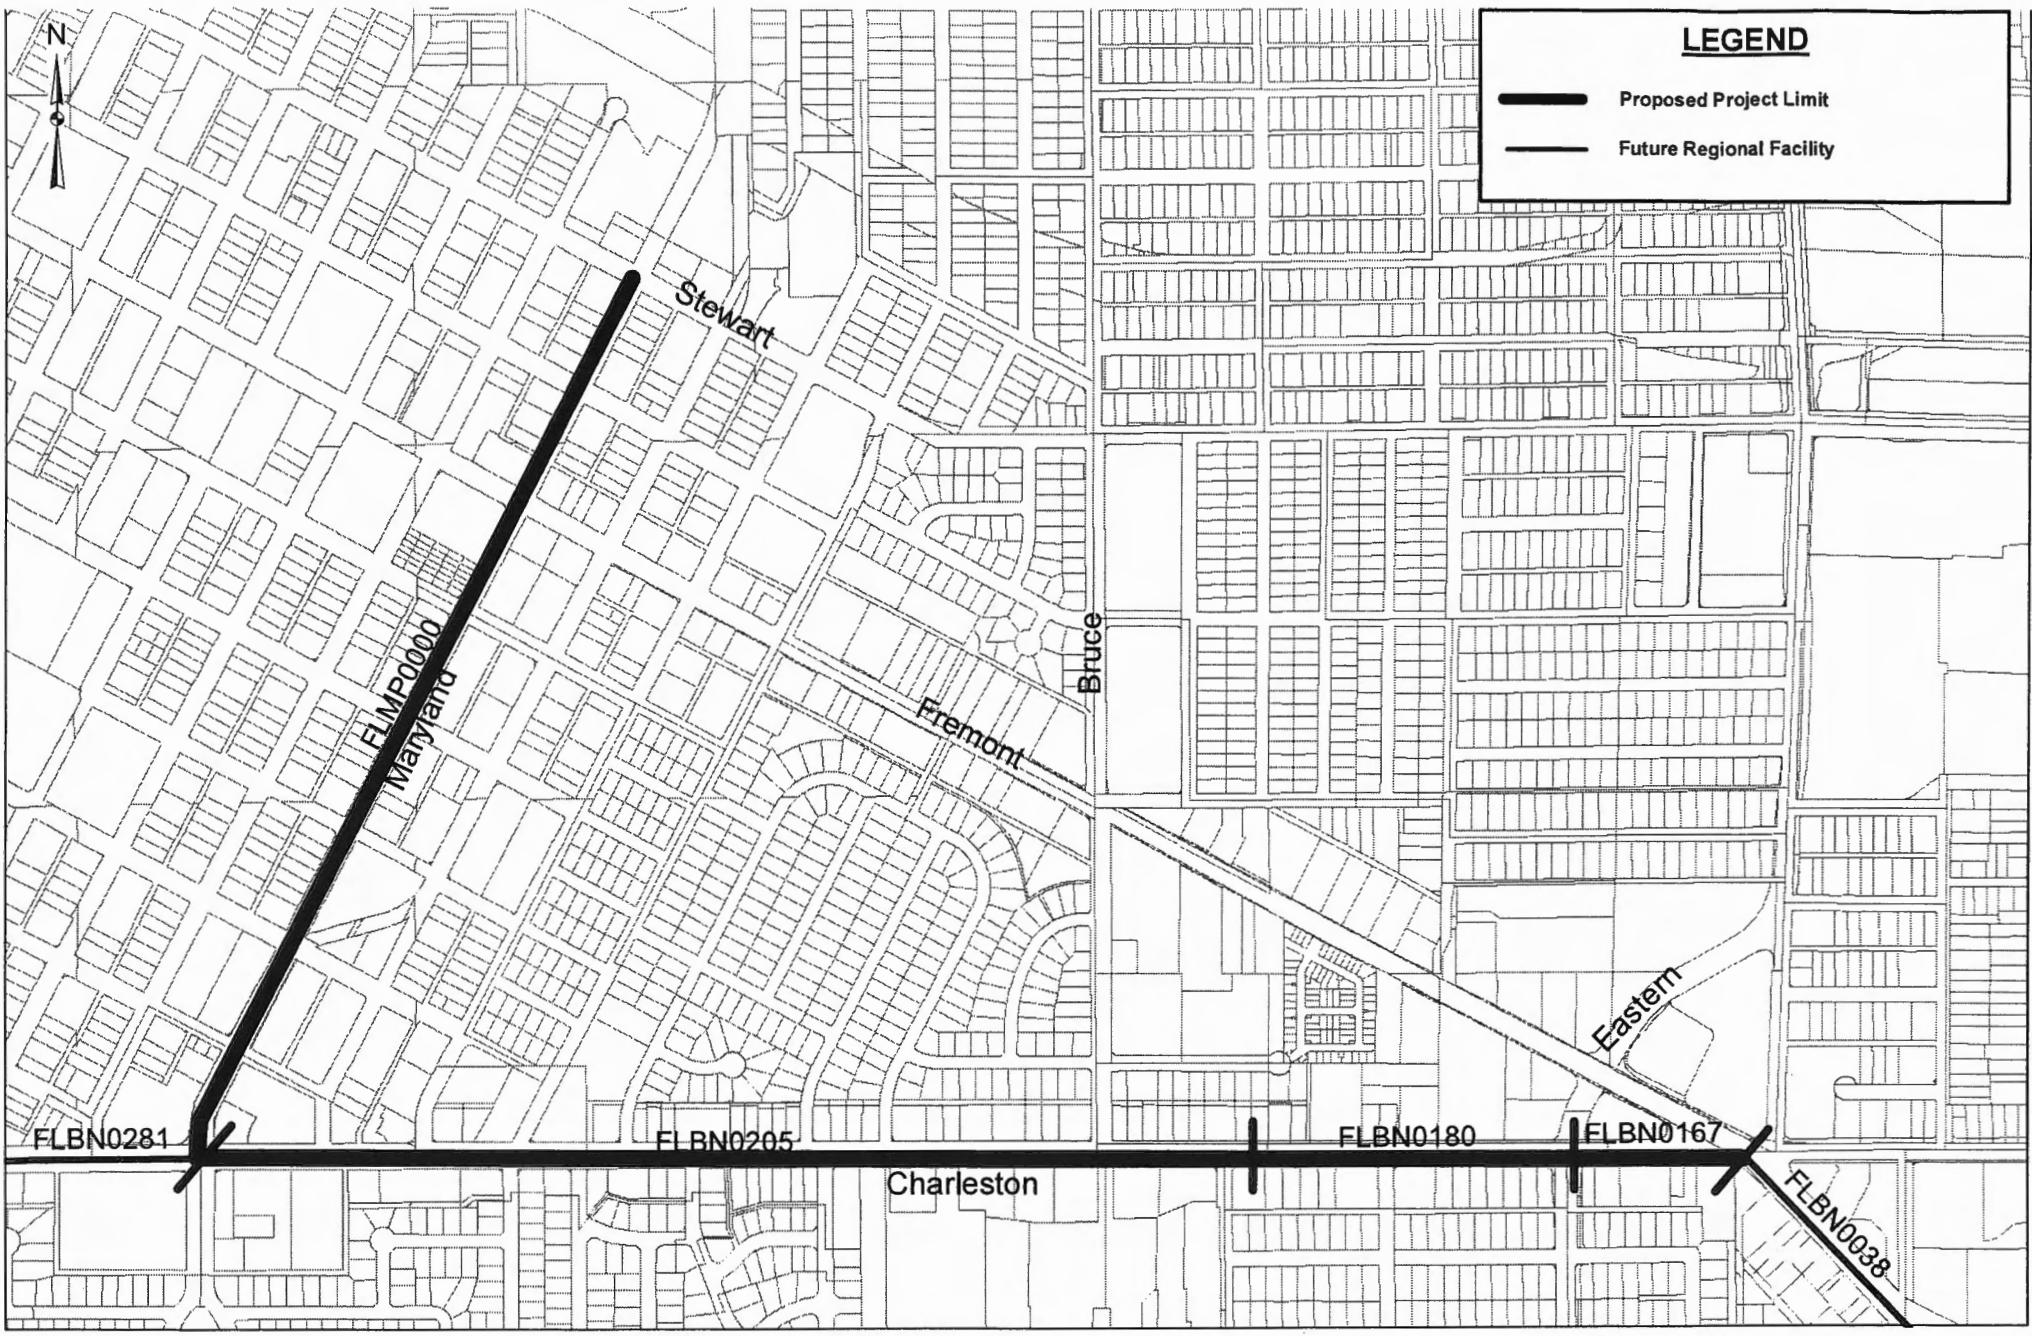 N
LEGEND
Proposed Project Limit
Future Regional Facility
Stewart
FLMP0000
Maryland
Bruce
Fremont
Eastern
FLBN0281
FLBN0205
FLBN0180
FLBN0167
Charleston
FLBN0038